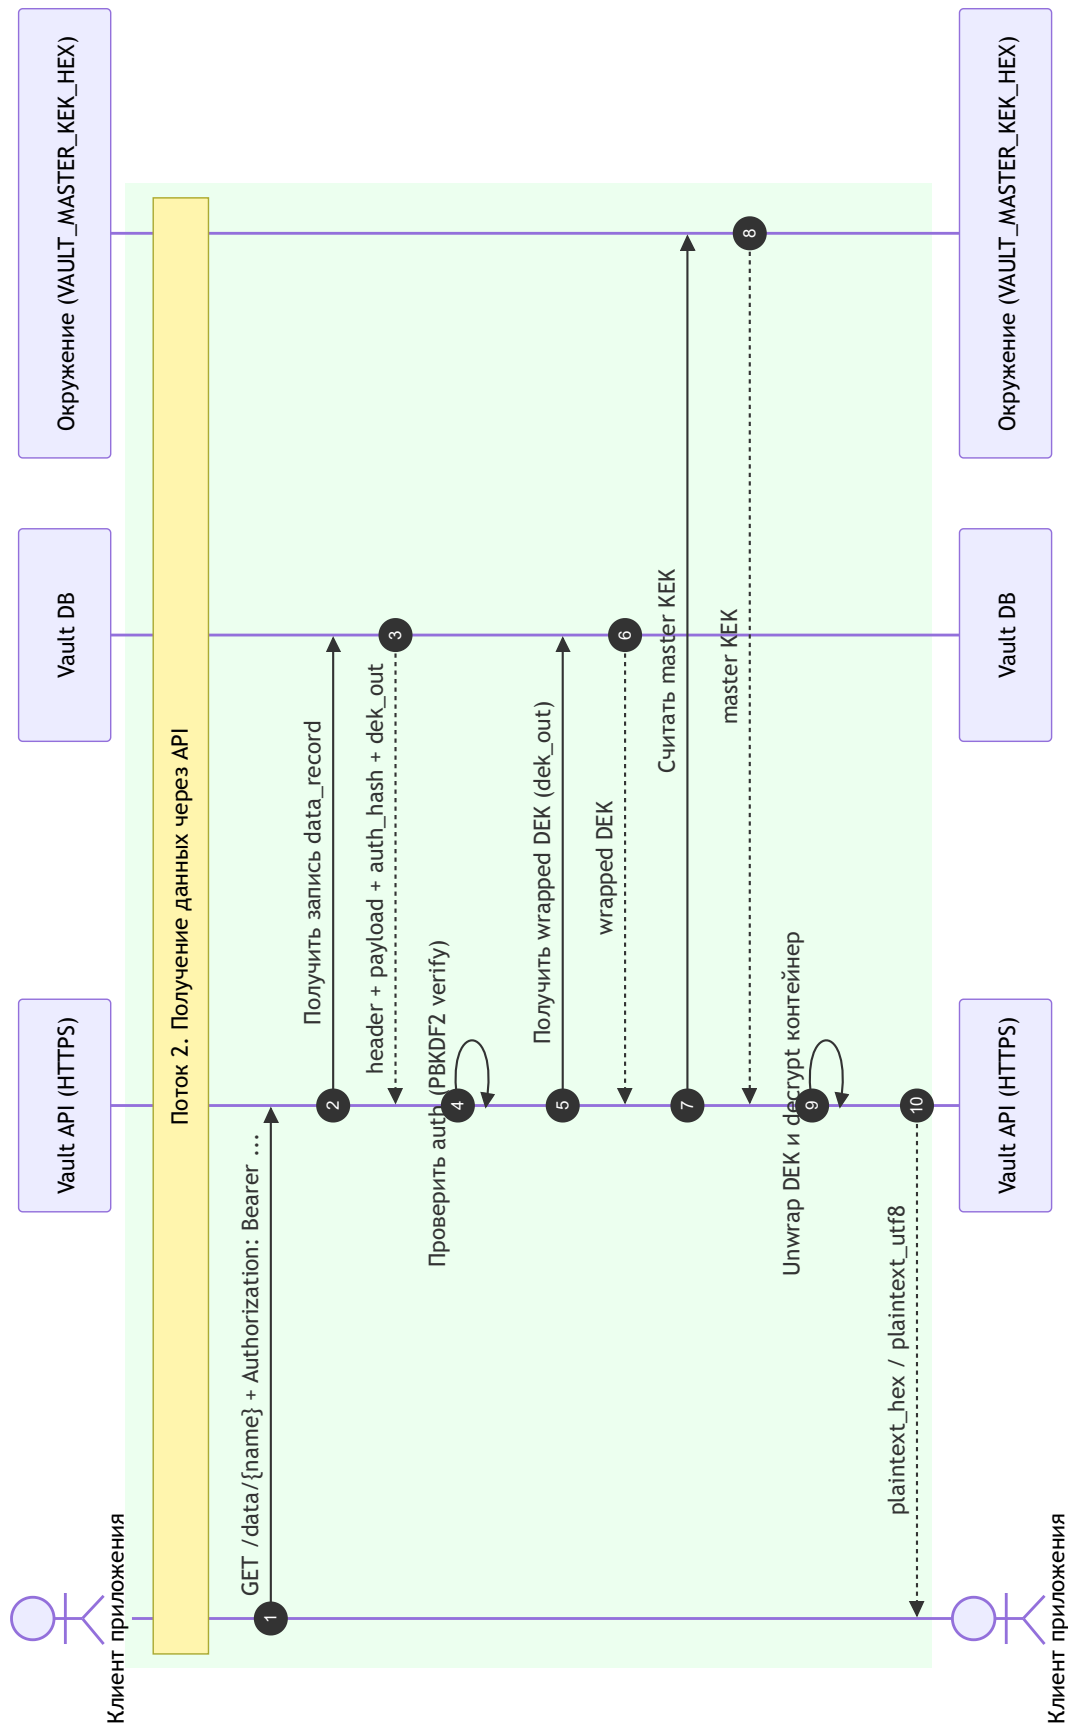 Клиент приложения
Vault API (HTTPS)
Vault DB
Окружение (VAULT_MASTER_KEK_HEX)
Поток 2. Получение данных через API
GET /data/{name} + Authorization: Bearer ...
1
Получить запись data_record
2
header + payload + auth_hash + dek_out
3
Проверить auth (PBKDF2 verify)
4
Получить wrapped DEK (dek_out)
5
wrapped DEK
6
Считать master KEK
7
master KEK
8
Unwrap DEK и decrypt контейнер
9
plaintext_hex / plaintext_utf8
10
Клиент приложения
Vault API (HTTPS)
Vault DB
Окружение (VAULT_MASTER_KEK_HEX)